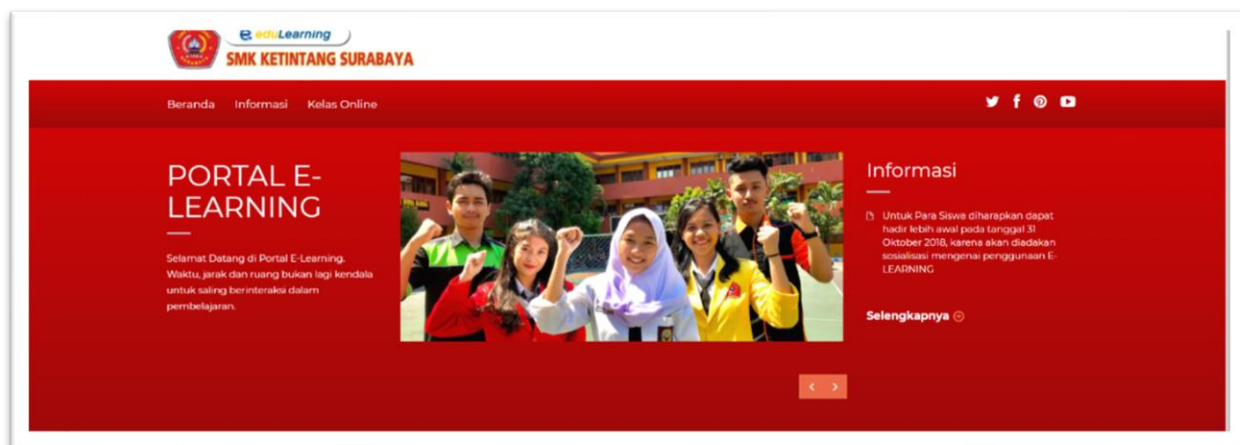 eduLearning
SMK KETINTANG SURABAYA
Beranda Informasi Kelas Online
PORTAL E-
LEARNING
Selamat Datang di Portal E-Learning.
Waktu, jarak dan ruang bukan lagi kendala
untuk saling berinteraksi dalam
pembelajaran.
Informasi
Untuk Para Siswa diharapkan dapat
hadir lebih awal pada tanggal 31
Oktober 2018, karena akan diadakan
sosialisasi mengenai penggunaan E-
LEARNING
Selengkapnya